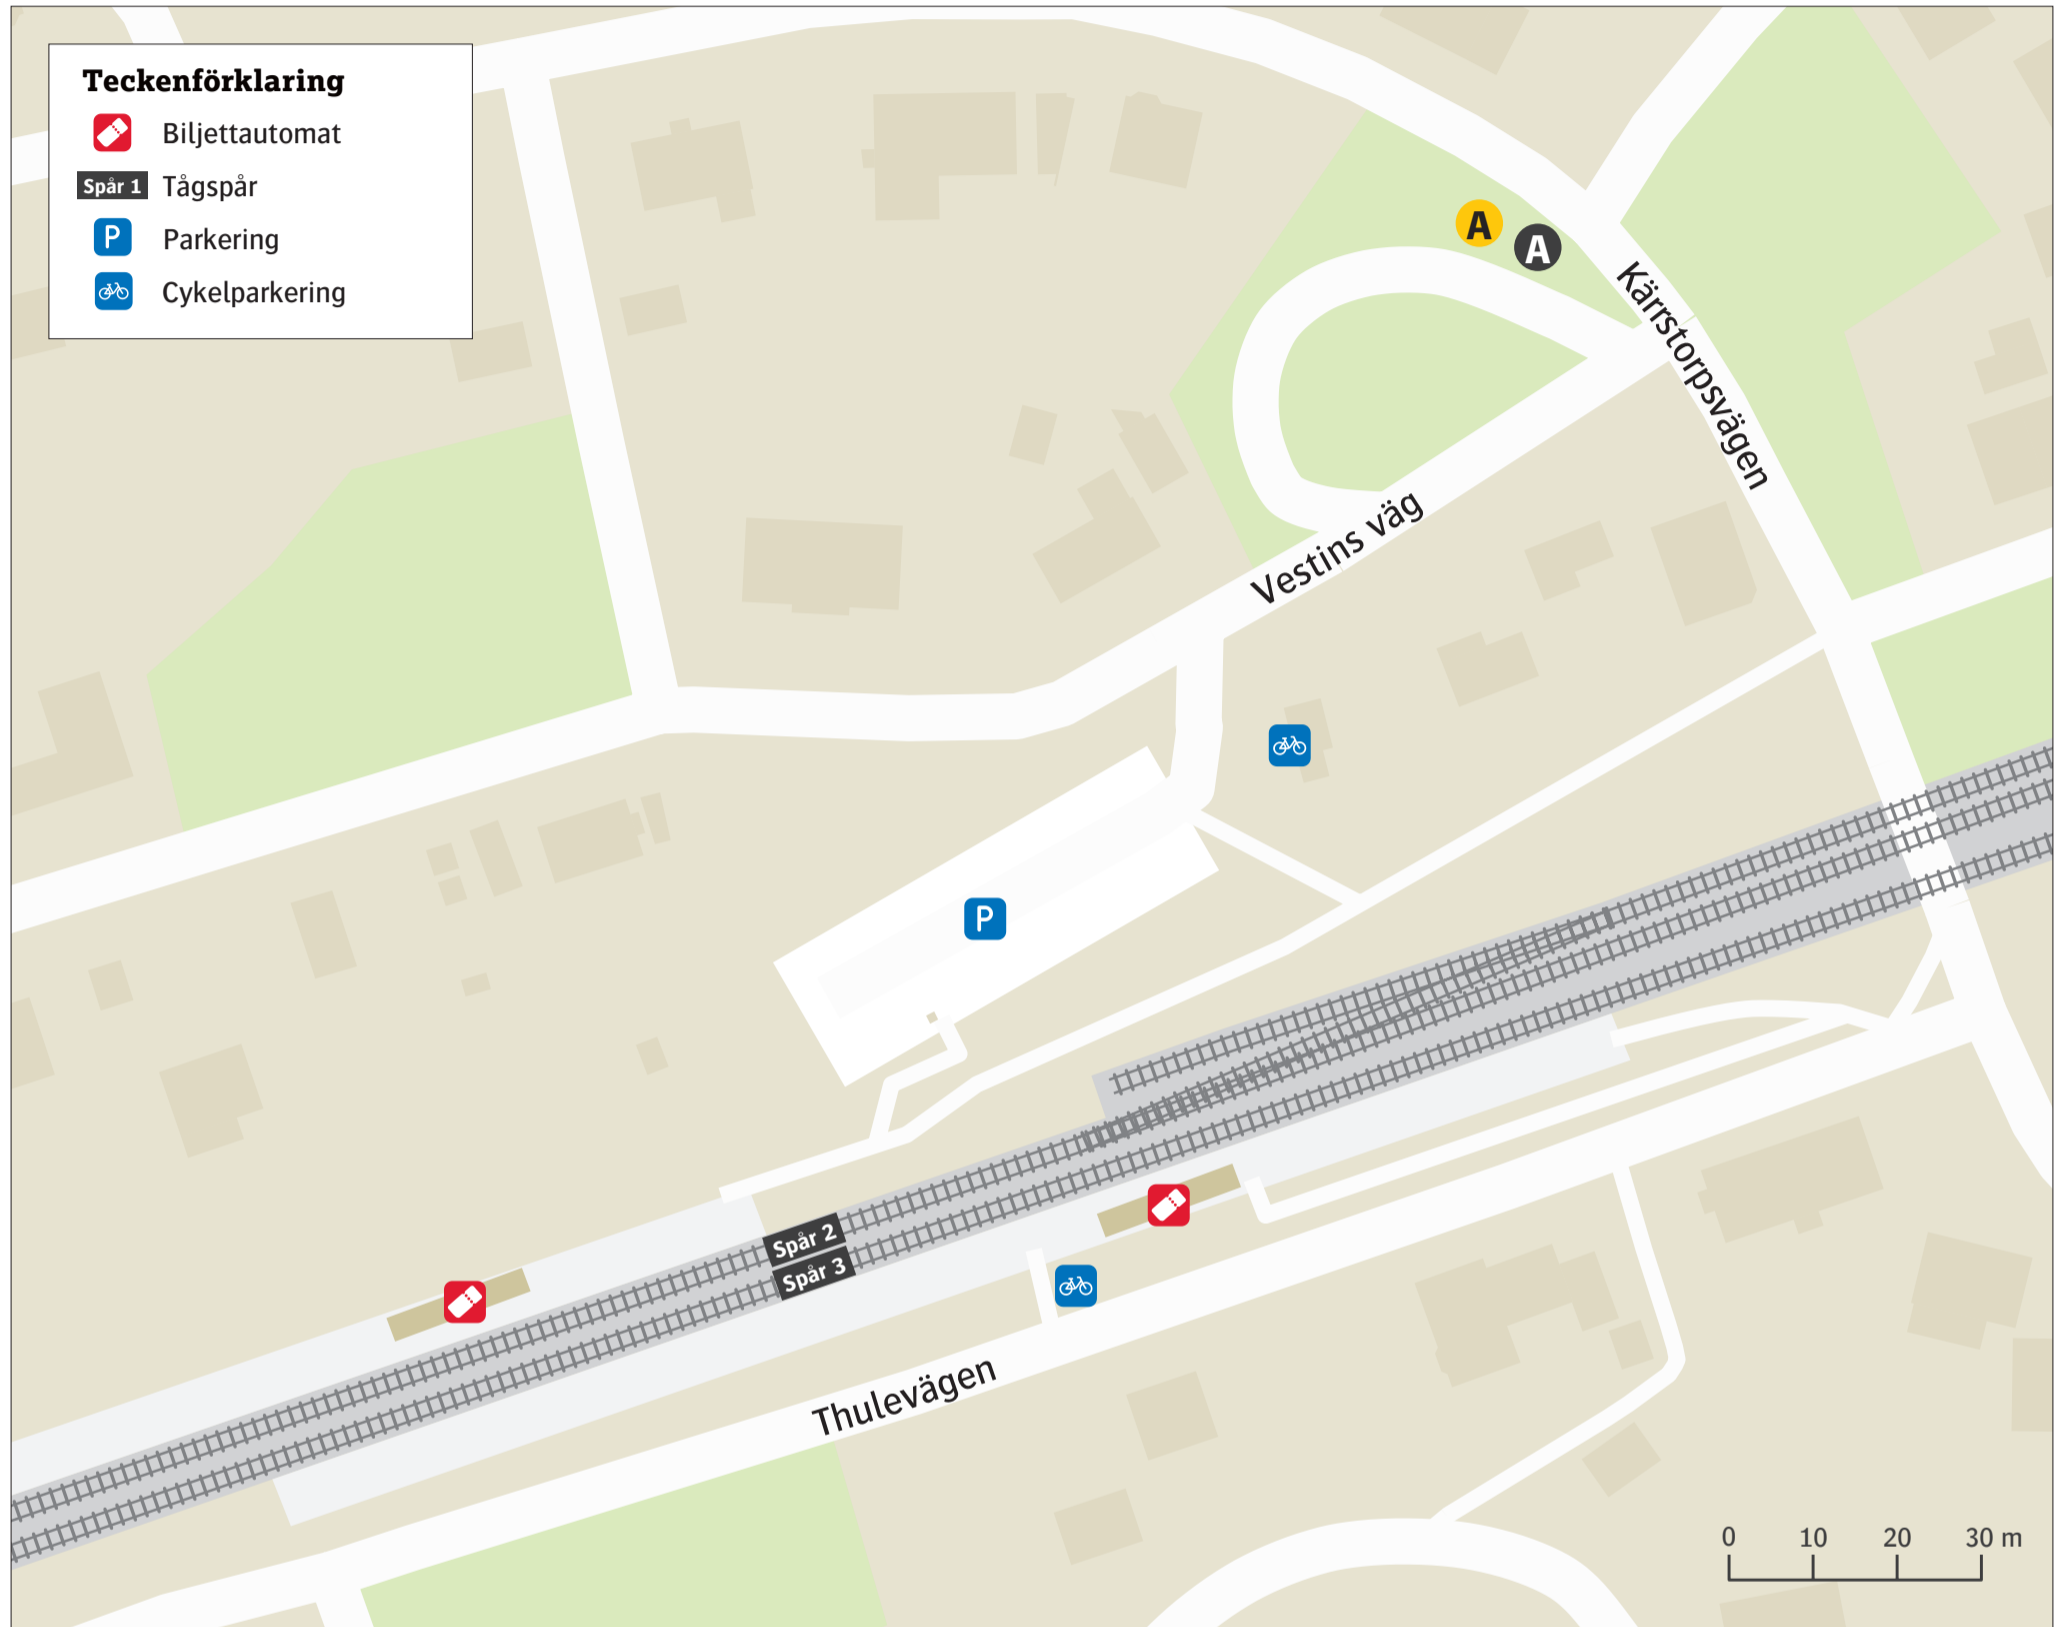 Teckenförklaring
Biljettautomat
Spår 1 Tågspår
P Parkering
Cykelparkering
A
A
Kärrstorpsvägen
Vestins väg
P
Spår 2
Spår 3
Thulevägen
0 10 20 30 m